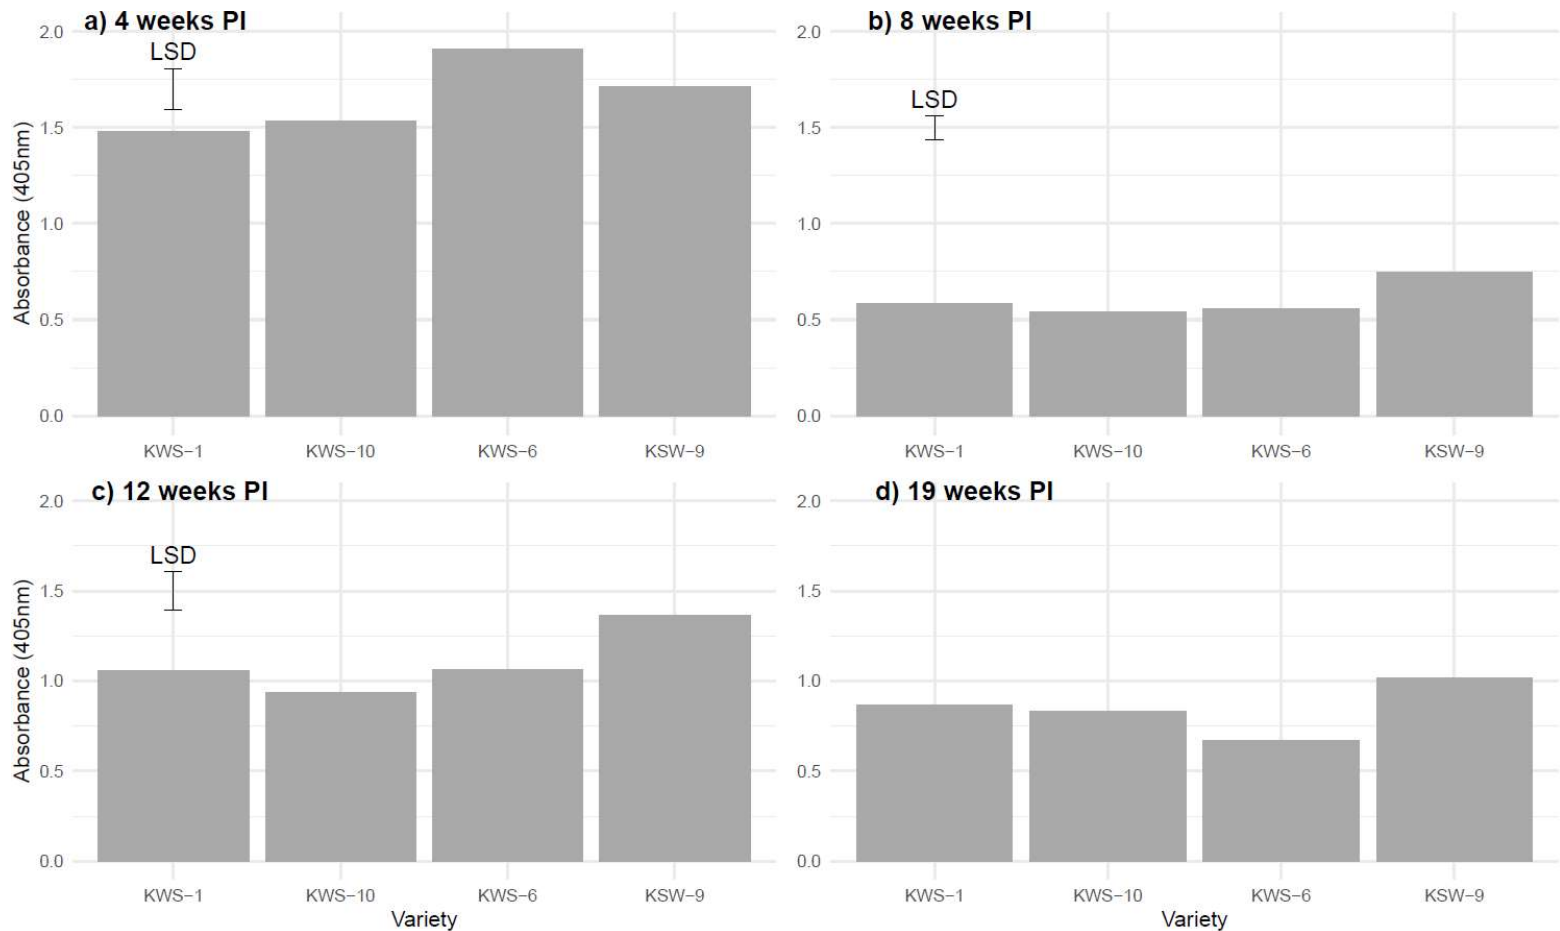 a) 4 weeks PI
LSD
Absorbance (405nm)
2.0
1.5
1.0
0.5
0.0
KWS−1 KWS−10 KWS−6 KSW−9
b) 8 weeks PI
LSD
2.0
1.5
1.0
0.5
0.0
KWS−1 KWS−10 KWS−6 KSW−9
c) 12 weeks PI
LSD
Absorbance (405nm)
2.0
1.5
1.0
0.5
0.0
KWS−1 KWS−10 KWS−6 KSW−9
Variety
d) 19 weeks PI
2.0
1.5
1.0
0.5
0.0
KWS−1 KWS−10 KWS−6 KSW−9
Variety